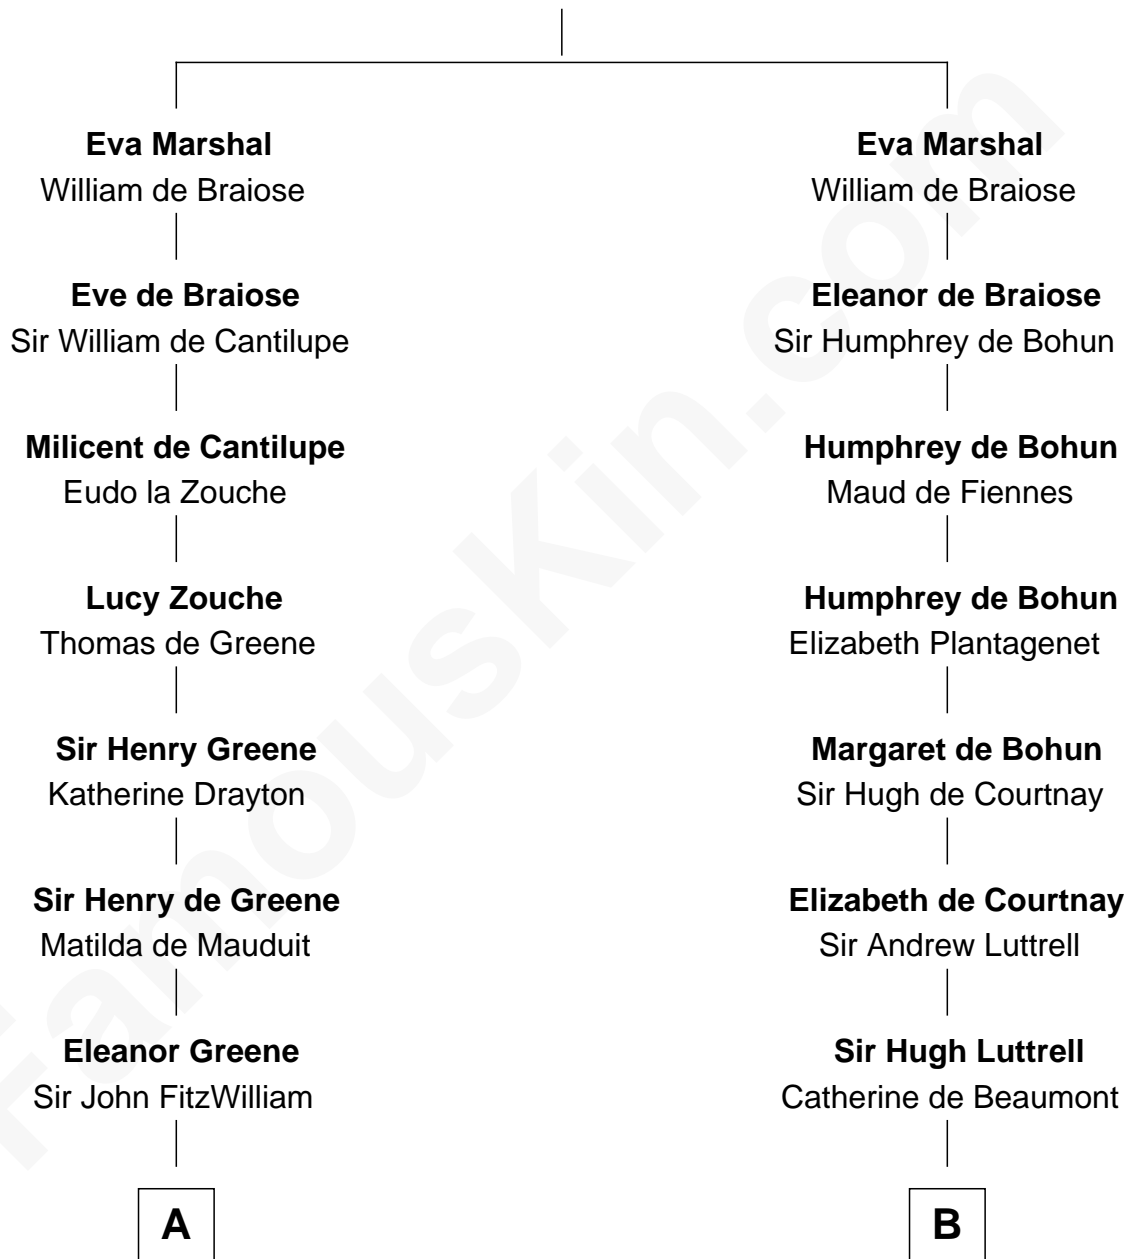 Eva Marshal
William de Braiose
Eve de Braiose
Sir William de Cantilupe
Milicent de Cantilupe
Eudo la Zouche
Lucy Zouche
Thomas de Greene
Sir Henry Greene
Katherine Drayton
Sir Henry de Greene
Matilda de Mauduit
Eleanor Greene
Sir John FitzWilliam
A
Eva Marshal
William de Braiose
Eleanor de Braiose
Sir Humphrey de Bohun
Humphrey de Bohun
Maud de Fiennes
Humphrey de Bohun
Elizabeth Plantagenet
Margaret de Bohun
Sir Hugh de Courtnay
Elizabeth de Courtnay
Sir Andrew Luttrell
Sir Hugh Luttrell
Catherine de Beaumont
B
FamousKin.com